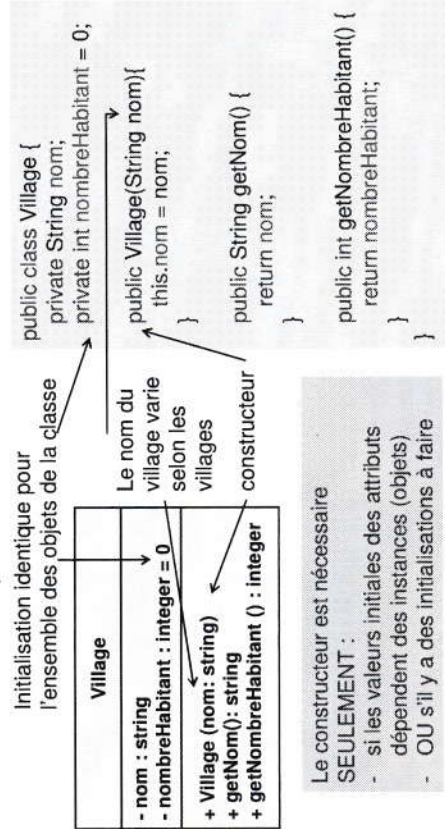 Initialisation identique pour
l'ensemble des objets de la classe
Village
- nom : string
- nombreHabitant : integer = 0
+ Village (nom: string)
+ getNom(): string
+ getNombreHabitant () : integer
Le nom du
village varie
selon les
villages
constructeur
public class Village {
private String nom;
private int nombreHabitant = 0;
public Village(String nom){
this.nom = nom;
}
public String getNom() {
return nom;
}
public int getNombreHabitant() {
return nombreHabitant;
}
}
Le constructeur est nécessaire
SEULEMENT :
- si les valeurs initiales des attributs
dépendent des instances (objets)
- OU s'il y a des initialisations à faire